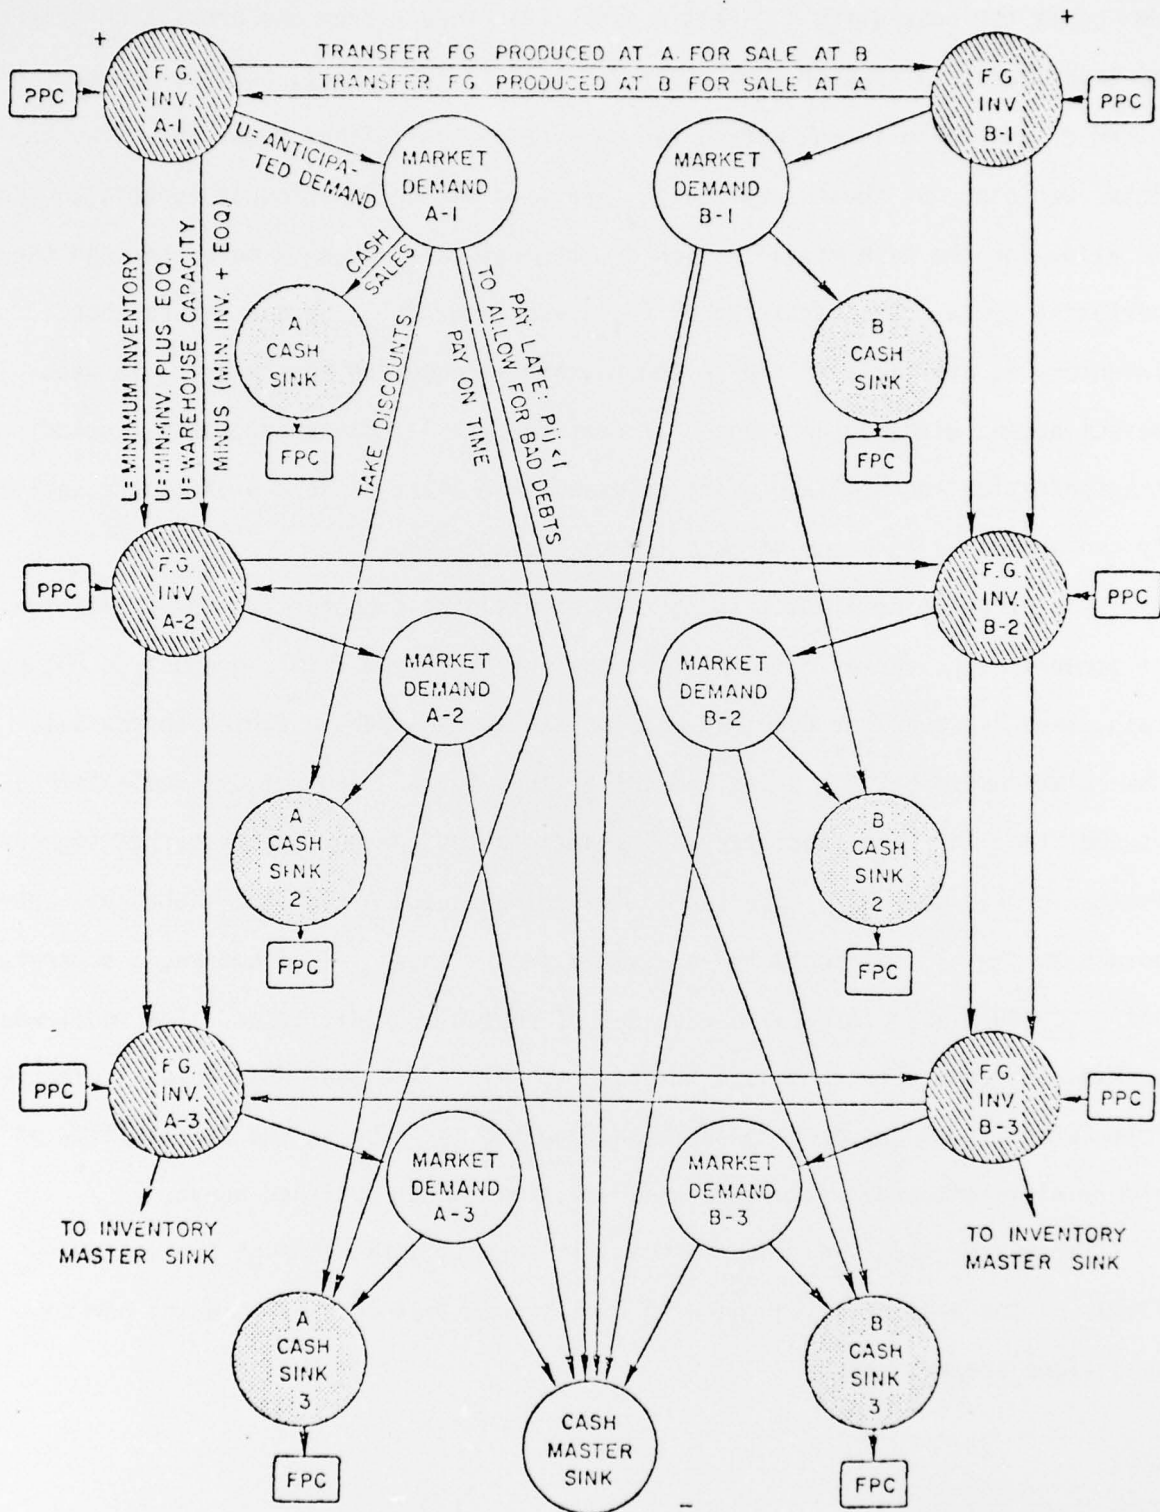 +
+
F.G.
INV.
A-1
TRANSFER FG PRODUCED AT A FOR SALE AT B
TRANSFER FG PRODUCED AT B FOR SALE AT A
F.G
INV
B-1
PPC
PPC
U=ANTICIPA-
TED DEMAND
MARKET
DEMAND
A-1
MARKET
DEMAND
B-1
L=MINIMUM INVENTORY
U=MIN-INV. PLUS EOQ.
U=WAREHOUSE CAPACITY
MINUS (MIN INV. + EOQ)
CASH
SALES
TAKE DISCOUNTS
PAY ON TIME
PAY LATE: Pij<1
TO ALLOW FOR BAD DEBTS
A
CASH
SINK
B
CASH
SINK
FPC
FPC
PPC
F.G.
INV
A-2
F.G.
INV.
B-2
PPC
MARKET
DEMAND
A-2
MARKET
DEMAND
B-2
A
CASH
SINK
2
B
CASH
SINK
2
FPC
FPC
PPC
F.G.
INV.
A-3
F.G.
INV.
B-3
PPC
MARKET
DEMAND
A-3
MARKET
DEMAND
B-3
TO INVENTORY
MASTER SINK
TO INVENTORY
MASTER SINK
A
CASH
SINK
3
B
CASH
SINK
3
CASH
MASTER
SINK
FPC
FPC